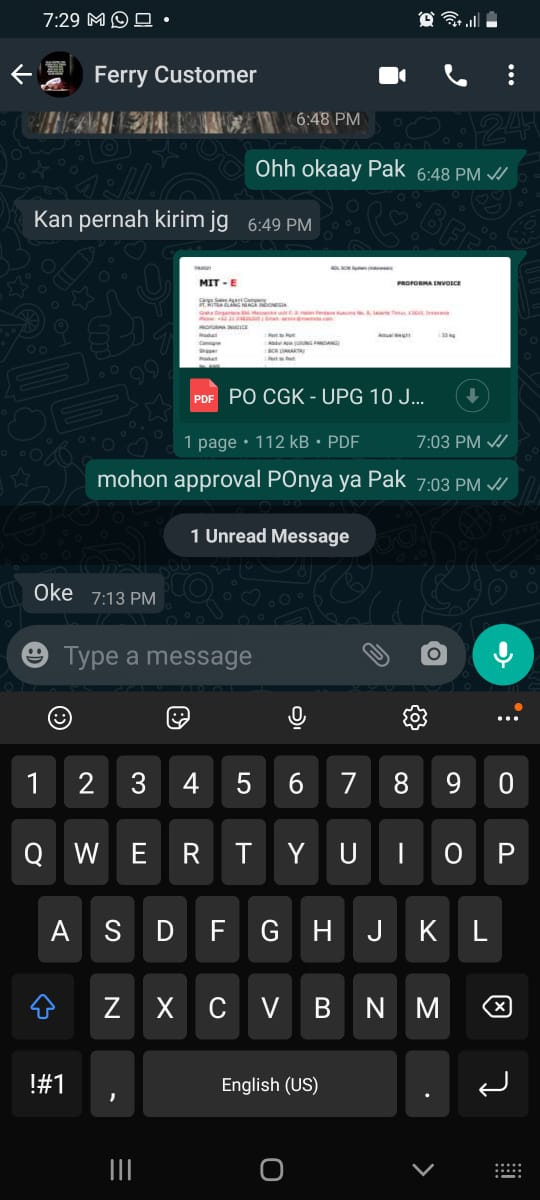 7:29
Ferry Customer
6:48 PM
Ohh okaay Pak 6:48 PM
Kan pernah kirim jg 6:49 PM
MIT - E
PROFORMA INVOICE
Cargo Sales Agent Company
PT. MITRA ELANG NIAGA INDONESIA
PROFORMA INVOICE
Product : Port to Port Actual Weight : 33 kg
Consignee : Abdul Azis (UJUNG PANDANG)
Shipper : BCR (JAKARTA)
Product : Port to Port
PDF
PO CGK - UPG 10 J...
1 page • 112 kB • PDF 7:03 PM
mohon approval POnya ya Pak 7:03 PM
1 Unread Message
Oke 7:13 PM
Type a message
1 2 3 4 5 6 7 8 9 0
Q W E R T Y U I O P
A S D F G H J K L
Z X C V B N M
!#1 , English (US) .